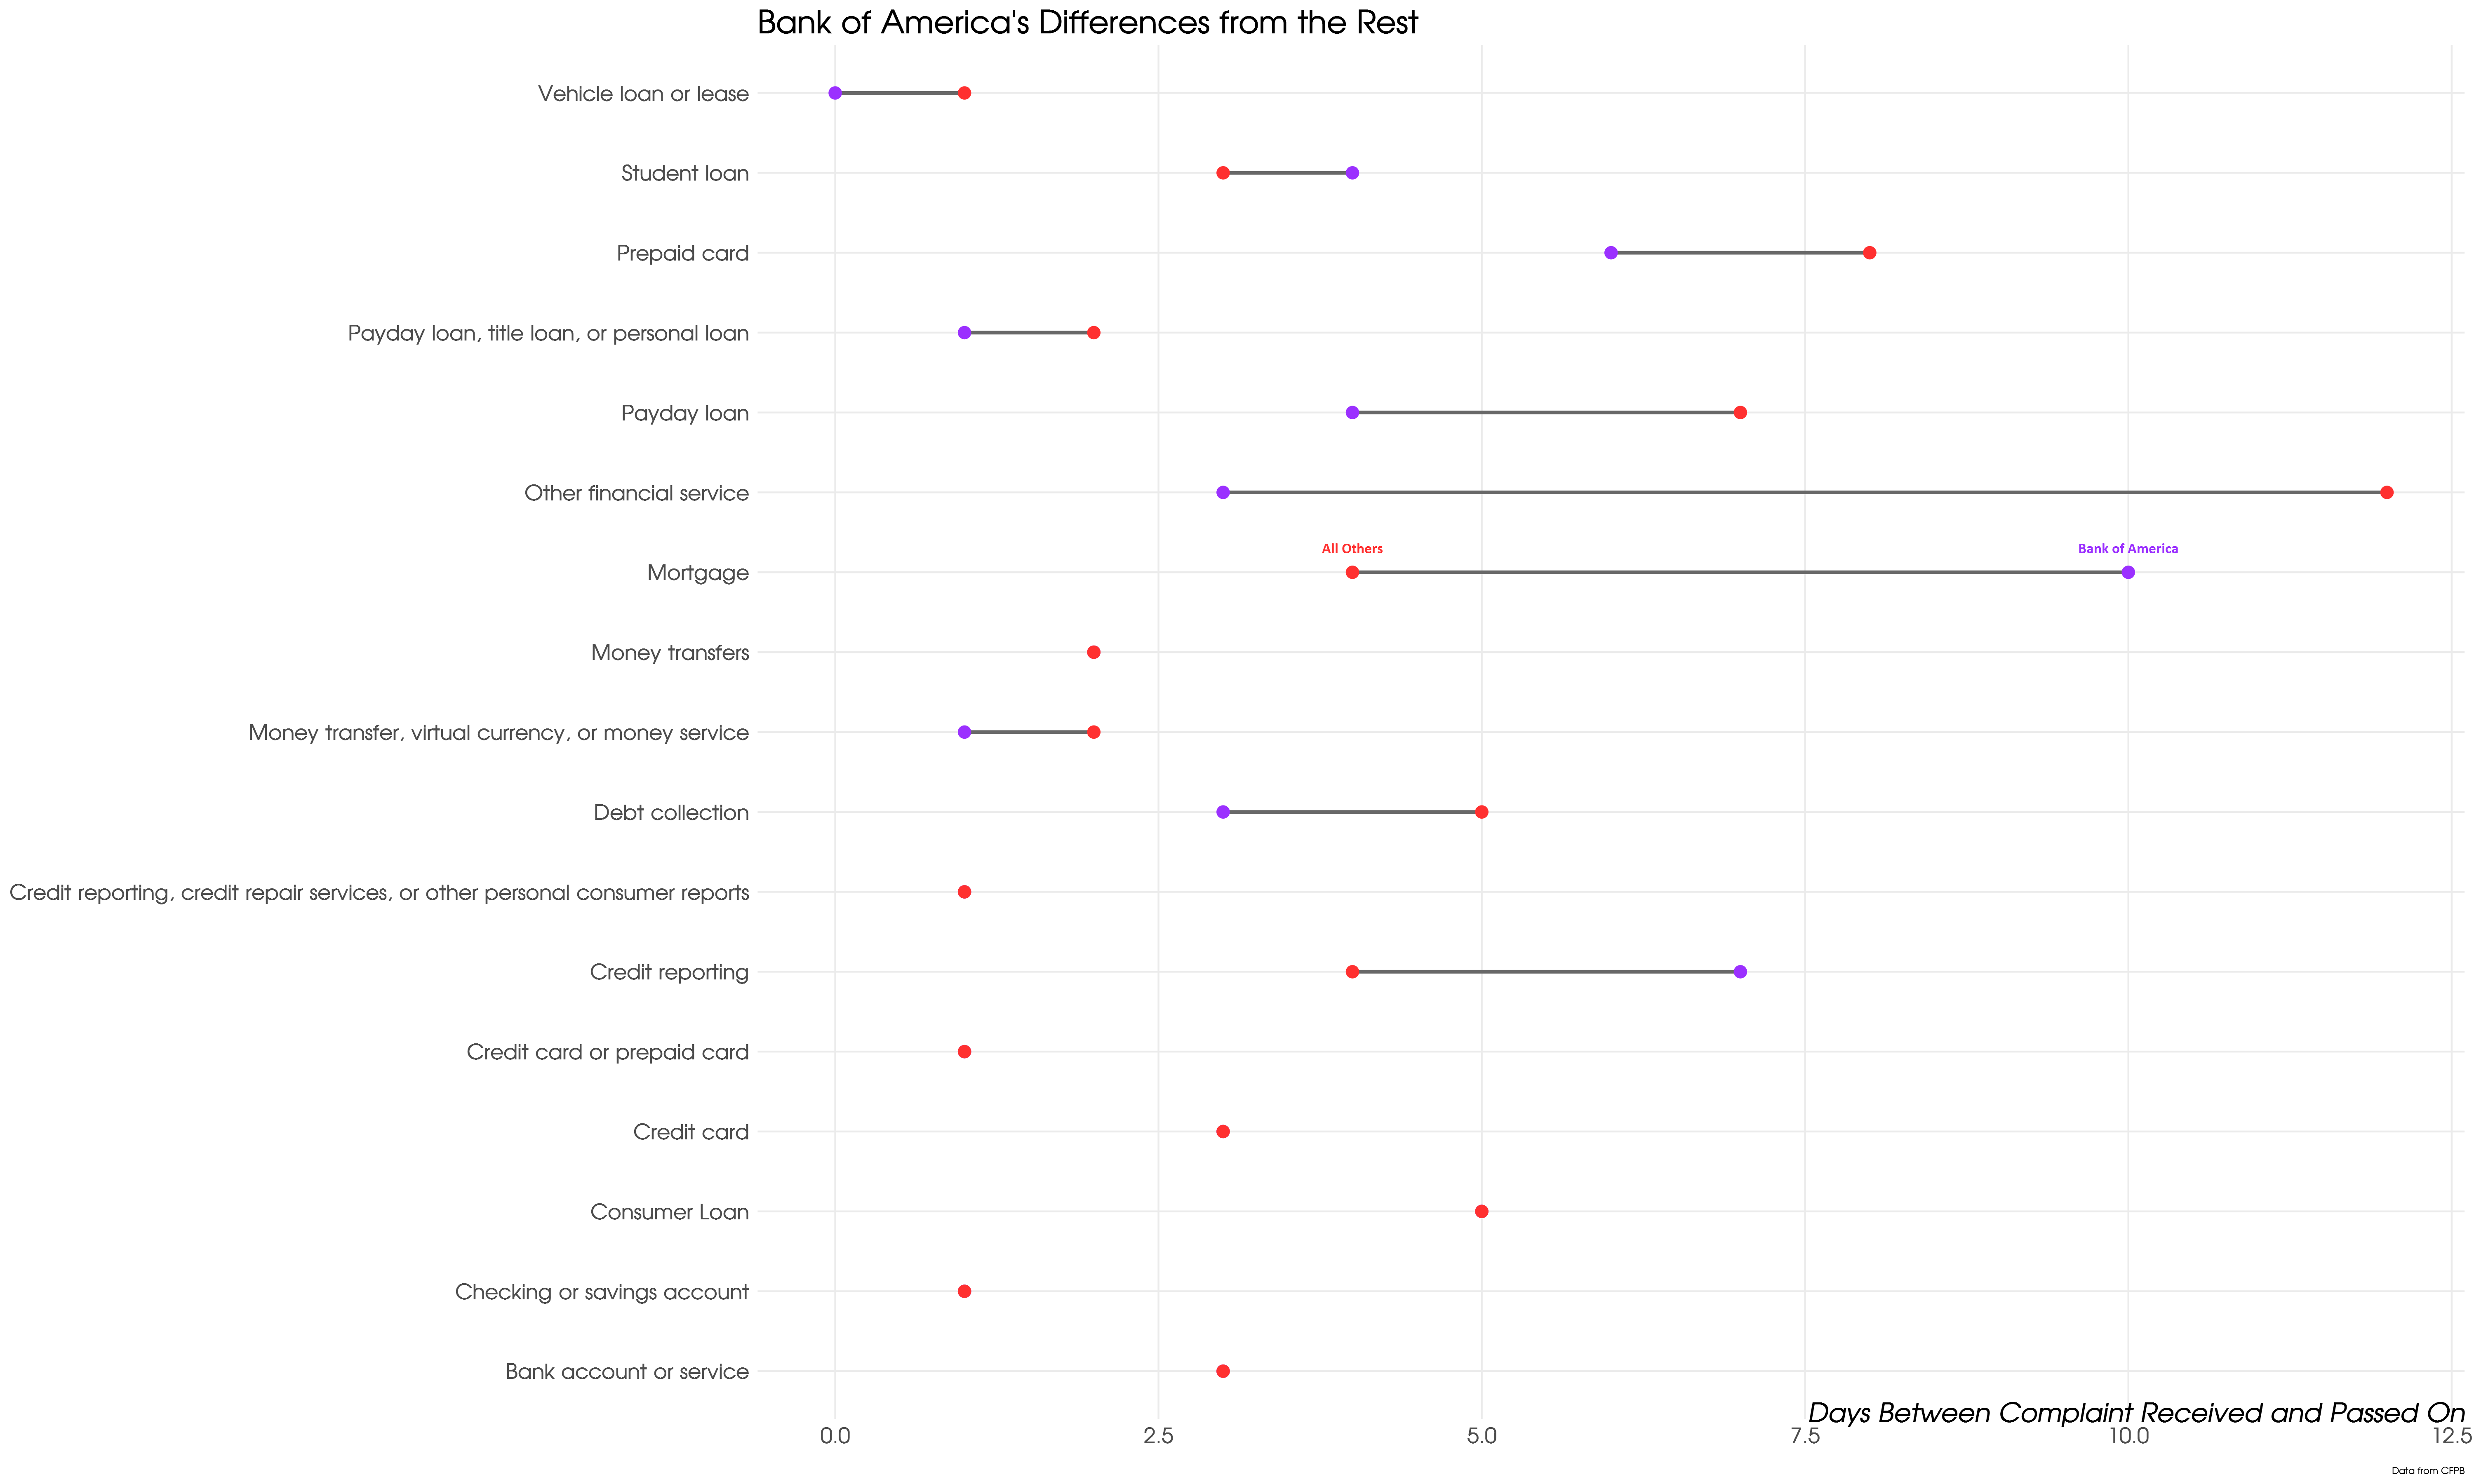 Bank of America's Differences from the Rest
Vehicle loan or lease
Student loan
Prepaid card
Payday loan, title loan, or personal loan
Payday loan
Other financial service
All Others
Bank of America
Mortgage
Money transfers
Money transfer, virtual currency, or money service
Debt collection
Credit reporting, credit repair services, or other personal consumer reports
Credit reporting
Credit card or prepaid card
Credit card
Consumer Loan
Checking or savings account
Bank account or service
Days Between Complaint Received and Passed On
0.0
2.5
5.0
7.5
10.0
12.5
Data from CFPB